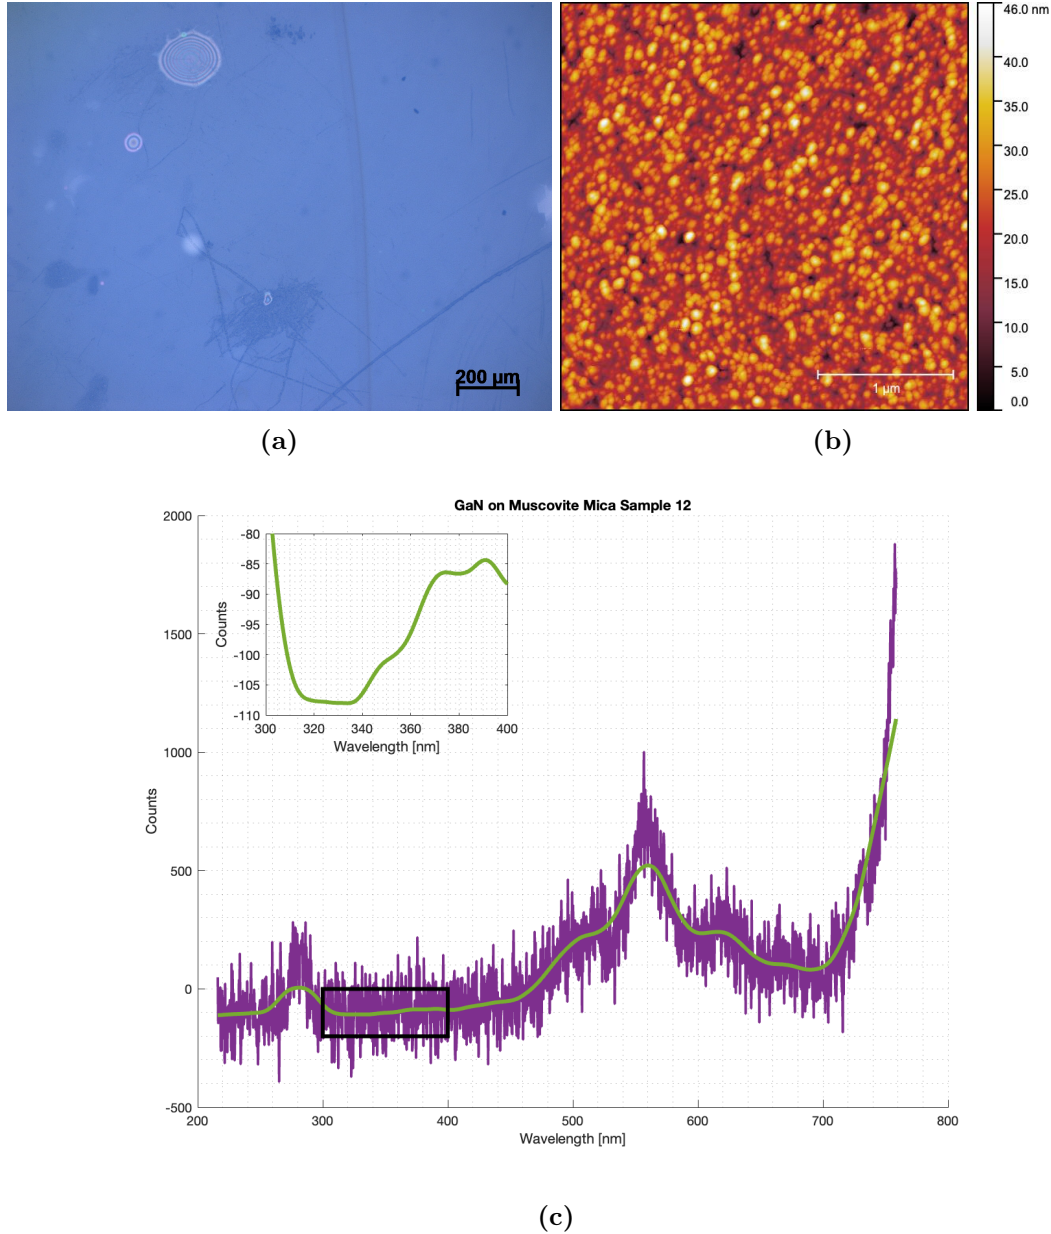 200 µm
46.0 nm
40.0
35.0
30.0
25.0
20.0
15.0
10.0
5.0
0.0
1 µm
(a)
(b)
GaN on Muscovite Mica Sample 12
2000
1500
1000
500
0
-500
Counts
200 300 400 500 600 700 800
Wavelength [nm]
-80
-85
-90
-95
-100
-105
-110
Counts
300 320 340 360 380 400
Wavelength [nm]
(c)